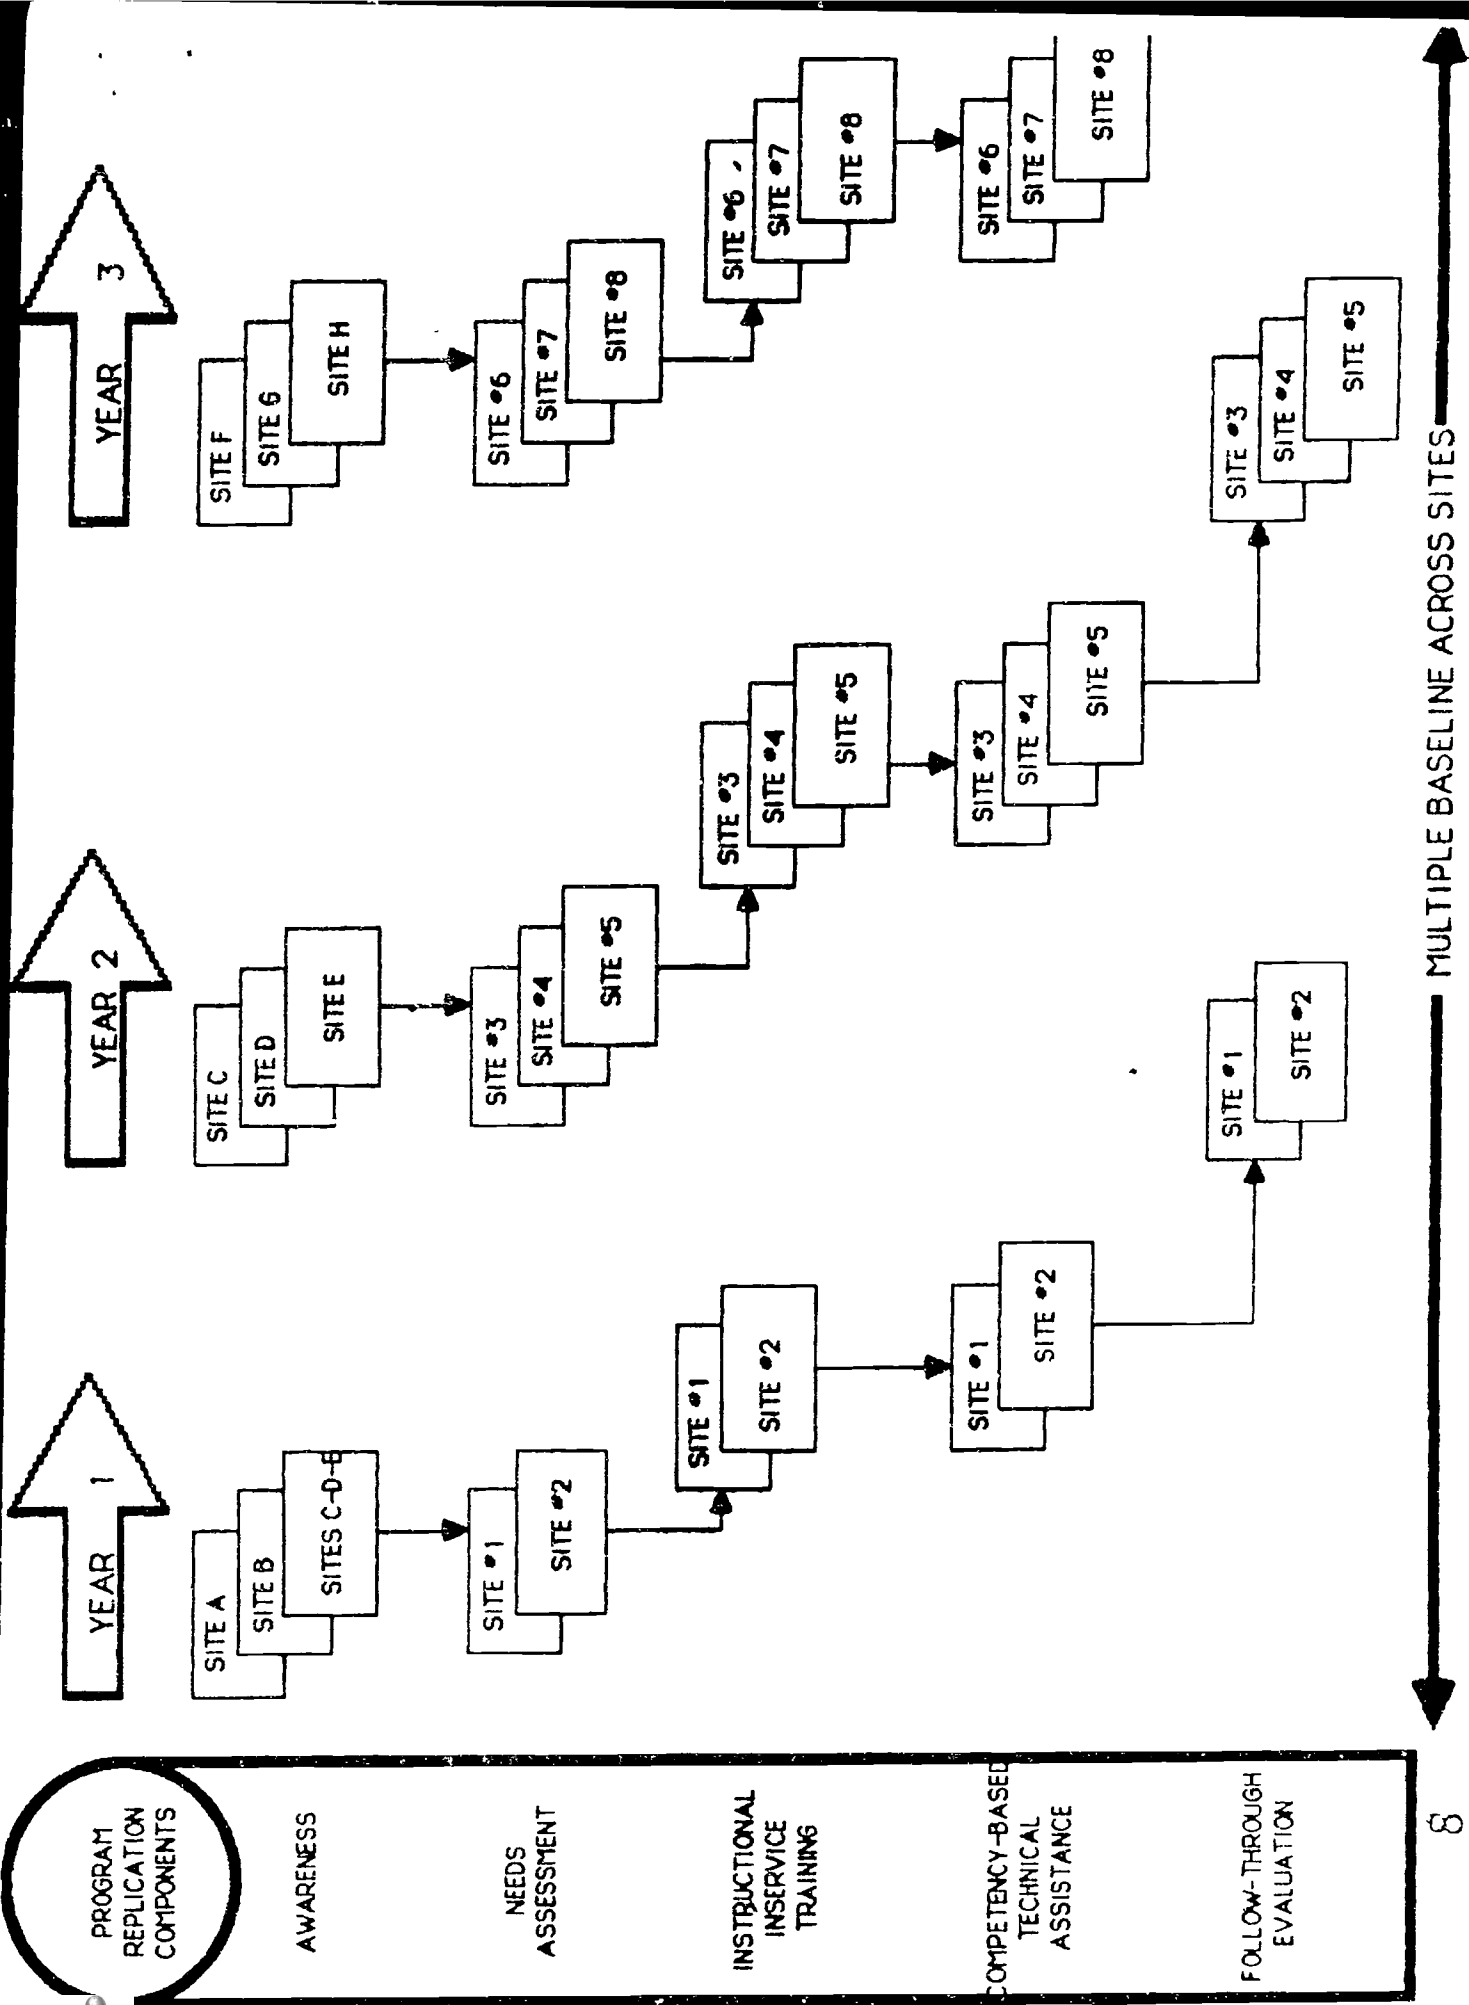 PROGRAM
REPLICATION
COMPONENTS
YEAR 1
YEAR 2
YEAR 3
AWARENESS
SITE A
SITE B
SITES C-D-E
SITE C
SITE D
SITE E
SITE F
SITE G
SITE H
NEEDS
ASSESSMENT
SITE #1
SITE #2
SITE #3
SITE #4
SITE #5
SITE #6
SITE #7
SITE #8
INSTRUCTIONAL
INSERVICE
TRAINING
SITE #1
SITE #2
SITE #3
SITE #4
SITE #5
SITE #6
SITE #7
SITE #8
COMPETENCY-BASED
TECHNICAL
ASSISTANCE
SITE #1
SITE #2
SITE #3
SITE #4
SITE #5
SITE #6
SITE #7
SITE #8
FOLLOW-THROUGH
EVALUATION
SITE #1
SITE #2
SITE #3
SITE #4
SITE #5
MULTIPLE BASELINE ACROSS SITES
8